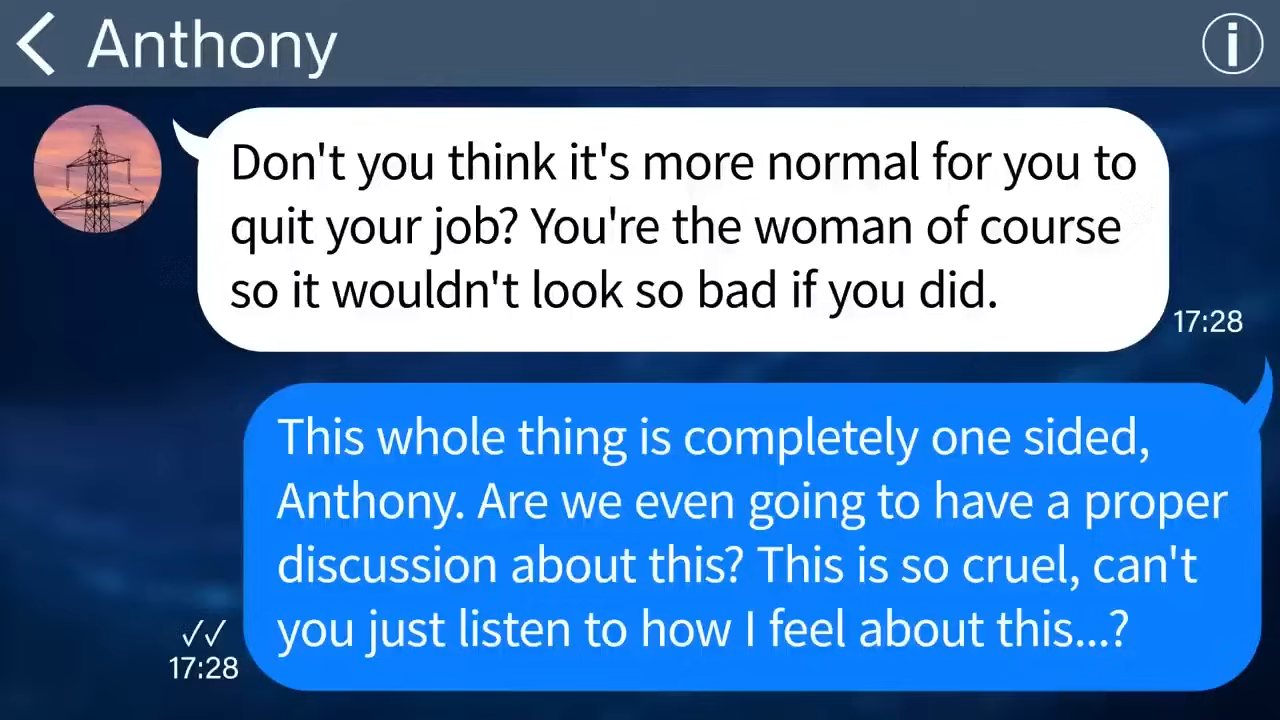 Anthony
Don't you think it's more normal for you to
quit your job? You're the woman of course
so it wouldn't look so bad if you did.
17:28
This whole thing is completely one sided,
Anthony. Are we even going to have a proper
discussion about this? This is so cruel, can't
you just listen to how I feel about this...?
17:28